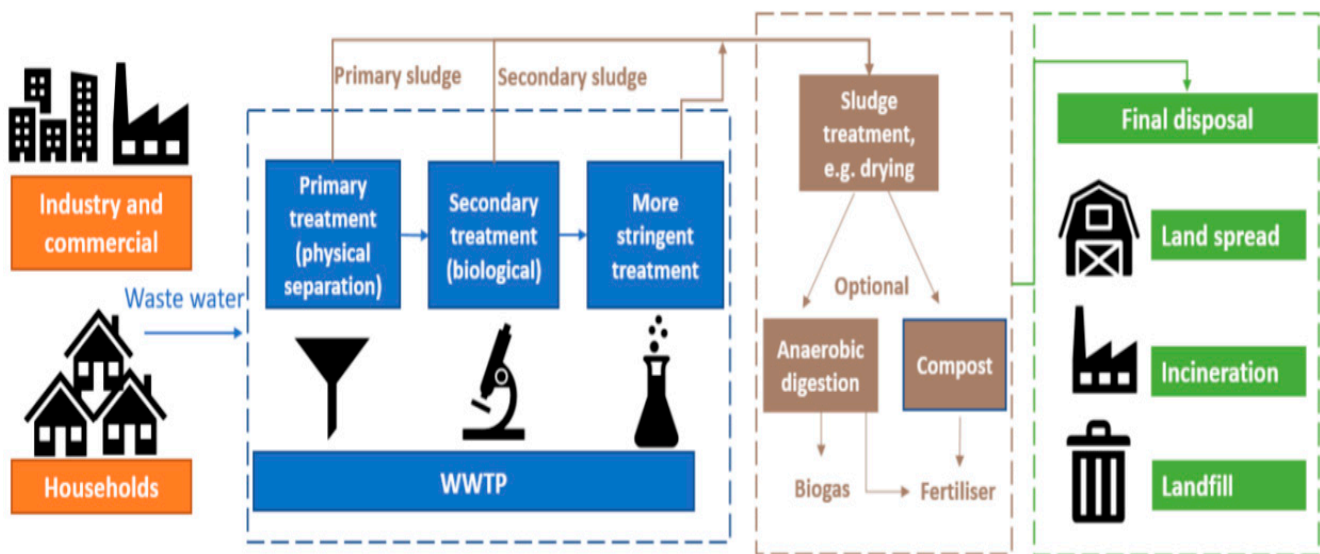 Industry and
commercial
Households
Waste water
Primary sludge
Secondary sludge
Primary
treatment
(physical
separation)
Secondary
treatment
(biological)
More
stringent
treatment
WWTP
Sludge
treatment,
e.g. drying
Optional
Anaerobic
digestion
Compost
Biogas
Fertiliser
Final disposal
Land spread
Incineration
Landfill